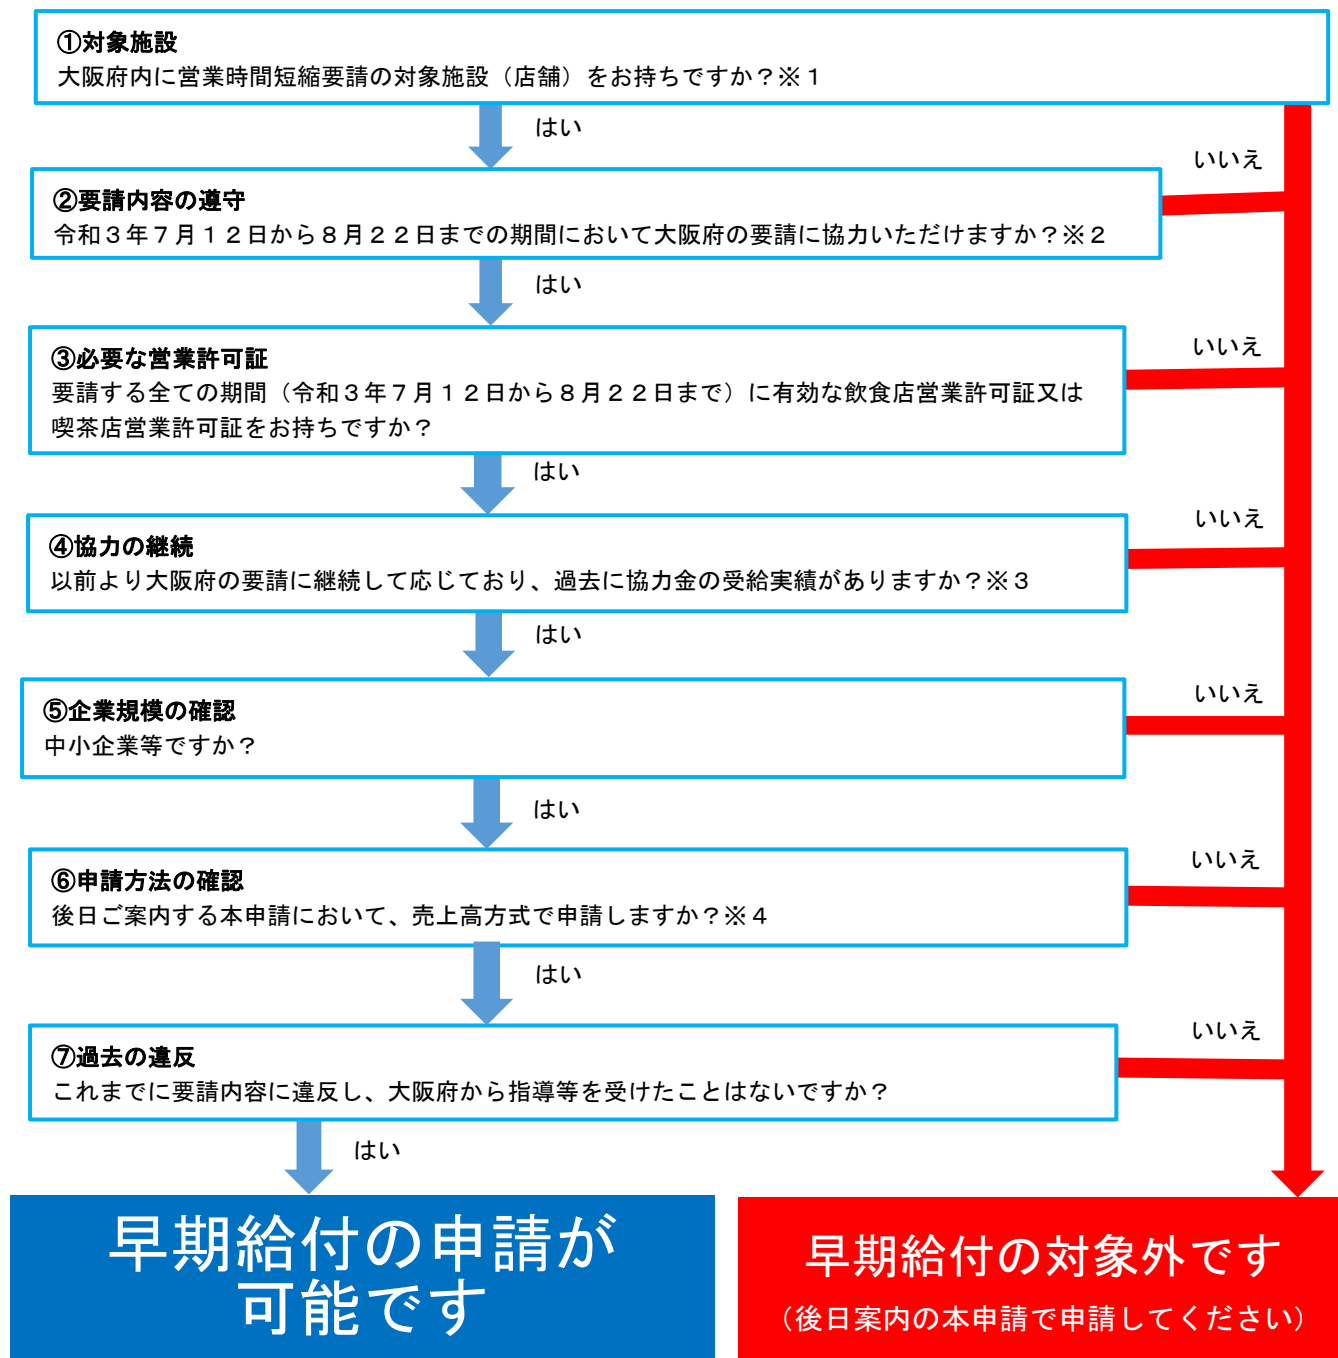 ①対象施設
大阪府内に営業時間短縮要請の対象施設（店舗）をお持ちですか？※１
はい
いいえ
②要請内容の遵守
令和３年７月１２日から８月２２日までの期間において大阪府の要請に協力いただけますか？※２
はい
いいえ
③必要な営業許可証
要請する全ての期間（令和３年７月１２日から８月２２日まで）に有効な飲食店営業許可証又は
喫茶店営業許可証をお持ちですか？
はい
いいえ
④協力の継続
以前より大阪府の要請に継続して応じており、過去に協力金の受給実績がありますか？※３
はい
いいえ
⑤企業規模の確認
中小企業等ですか？
はい
いいえ
⑥申請方法の確認
後日ご案内する本申請において、売上高方式で申請しますか？※４
はい
いいえ
⑦過去の違反
これまでに要請内容に違反し、大阪府から指導等を受けたことはないですか？
はい
早期給付の申請が
可能です
早期給付の対象外です
（後日案内の本申請で申請してください）